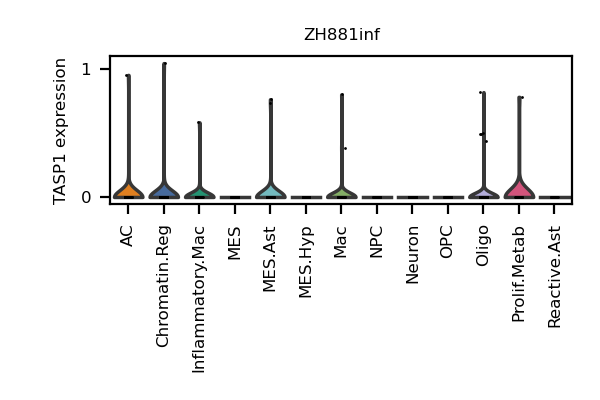 ZH881inf
TASP1 expression
1
0
AC
Chromatin.Reg
Inflammatory.Mac
MES
MES.Ast
MES.Hyp
Mac
NPC
Neuron
OPC
Oligo
Prolif.Metab
Reactive.Ast